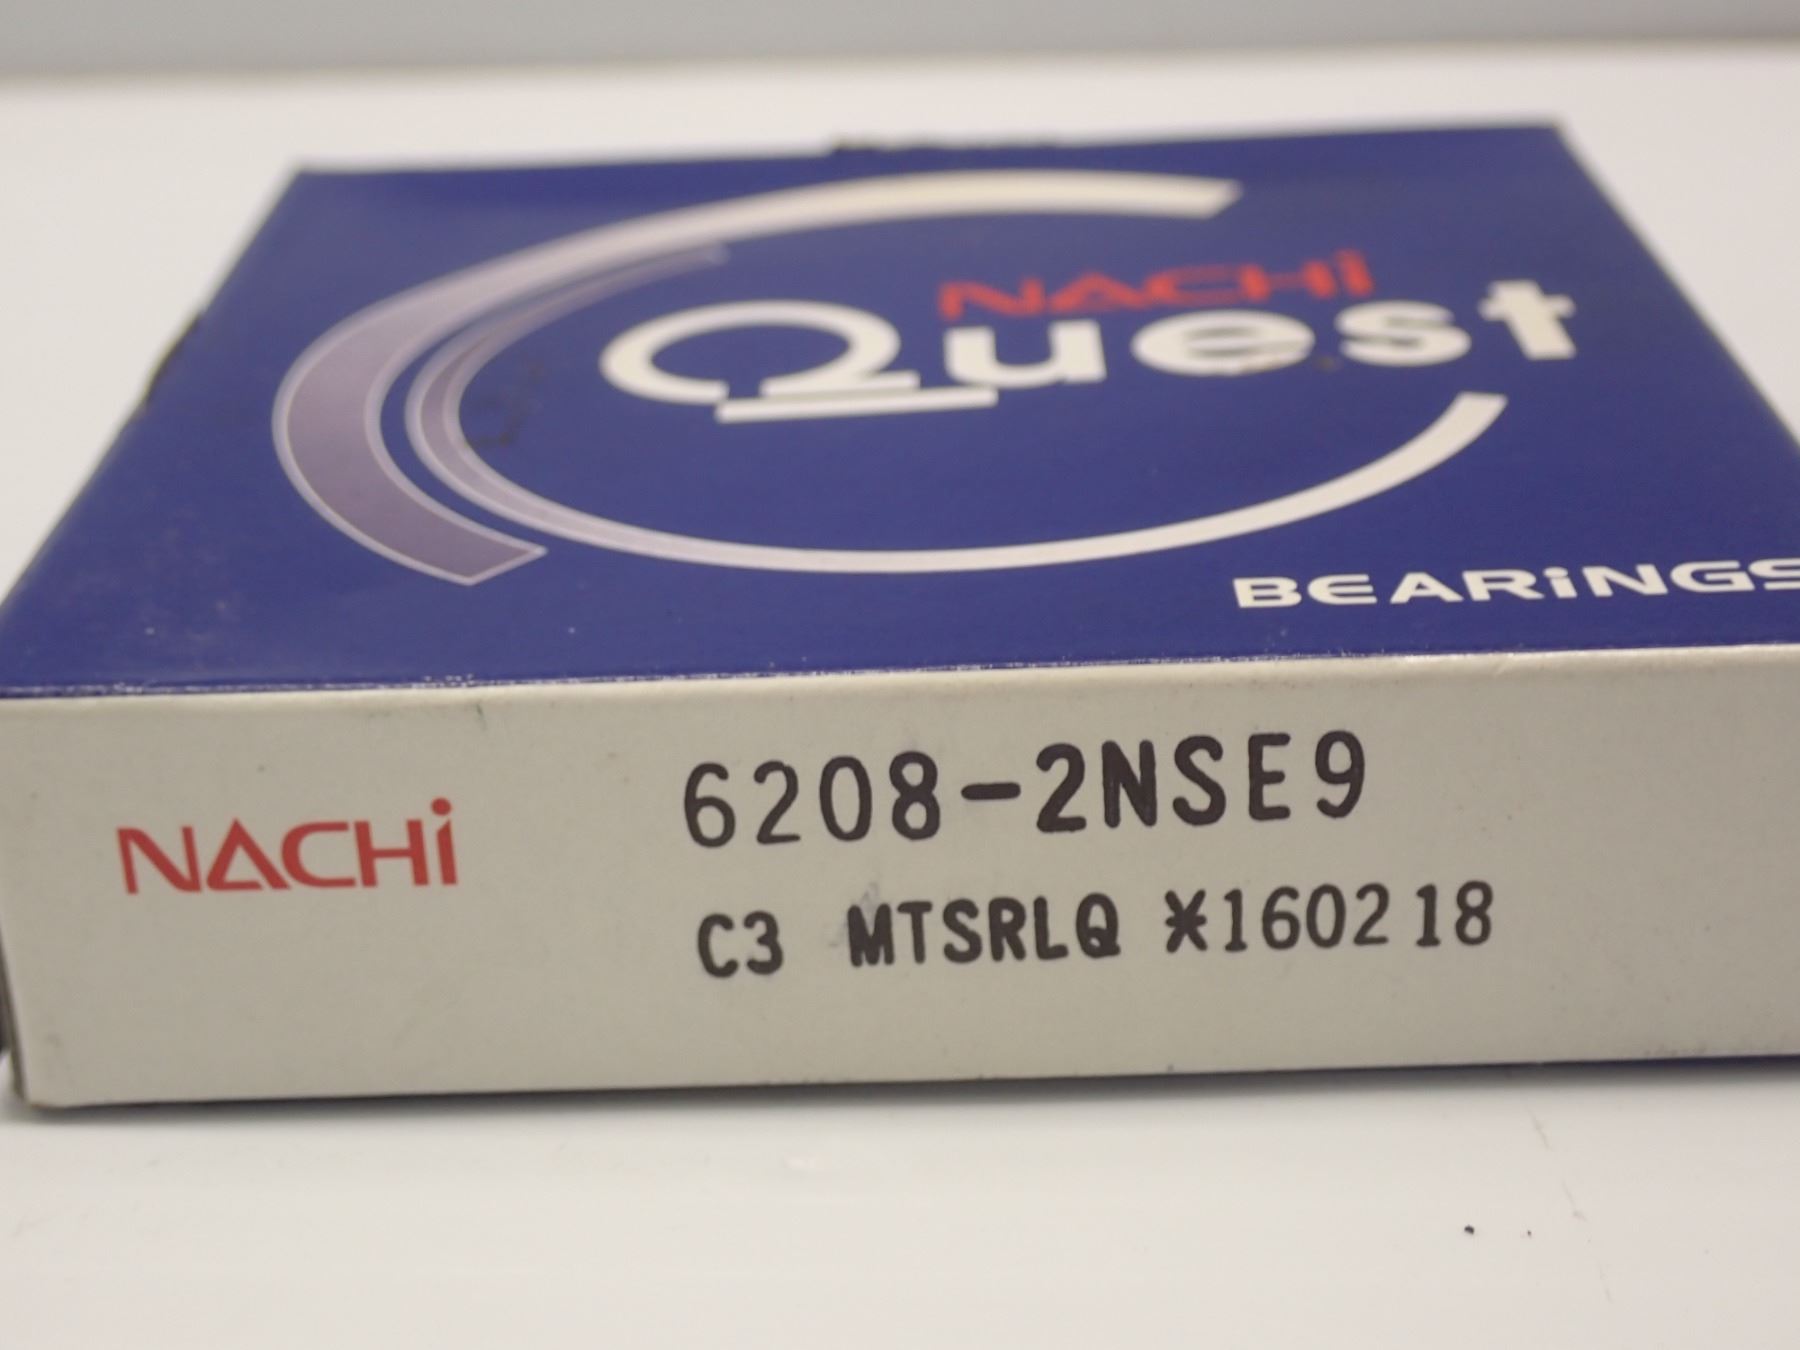 NACHi
Quest
BEARiNGS
NACHi
6208-2NSE9
C3 MTSRLQ *160218